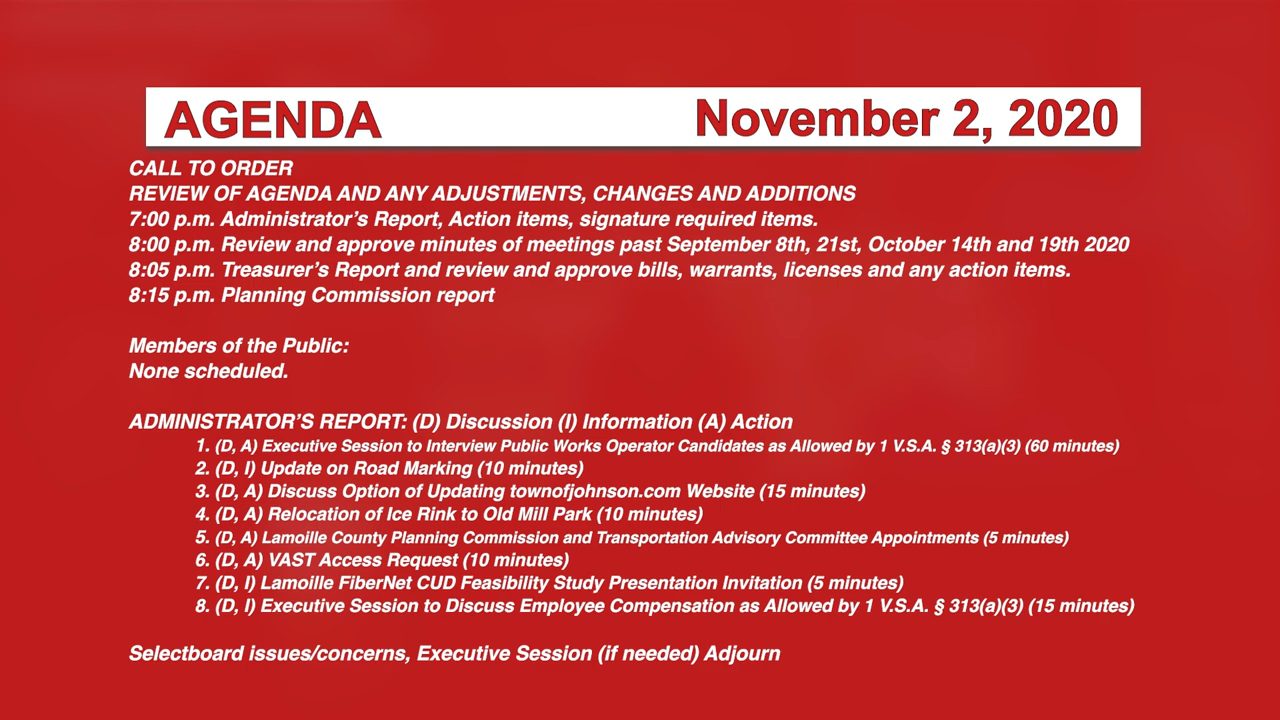 AGENDA November 2, 2020
CALL TO ORDER
REVIEW OF AGENDA AND ANY ADJUSTMENTS, CHANGES AND ADDITIONS
7:00 p.m. Administrator’s Report, Action items, signature required items.
8:00 p.m. Review and approve minutes of meetings past September 8th, 21st, October 14th and 19th 2020
8:05 p.m. Treasurer’s Report and review and approve bills, warrants, licenses and any action items.
8:15 p.m. Planning Commission report
Members of the Public:
None scheduled.
ADMINISTRATOR’S REPORT: (D) Discussion (I) Information (A) Action
1. (D, A) Executive Session to Interview Public Works Operator Candidates as Allowed by 1 V.S.A. § 313(a)(3) (60 minutes)
2. (D, I) Update on Road Marking (10 minutes)
3. (D, A) Discuss Option of Updating townofjohnson.com Website (15 minutes)
4. (D, A) Relocation of Ice Rink to Old Mill Park (10 minutes)
5. (D, A) Lamoille County Planning Commission and Transportation Advisory Committee Appointments (5 minutes)
6. (D, A) VAST Access Request (10 minutes)
7. (D, I) Lamoille FiberNet CUD Feasibility Study Presentation Invitation (5 minutes)
8. (D, I) Executive Session to Discuss Employee Compensation as Allowed by 1 V.S.A. § 313(a)(3) (15 minutes)
Selectboard issues/concerns, Executive Session (if needed) Adjourn